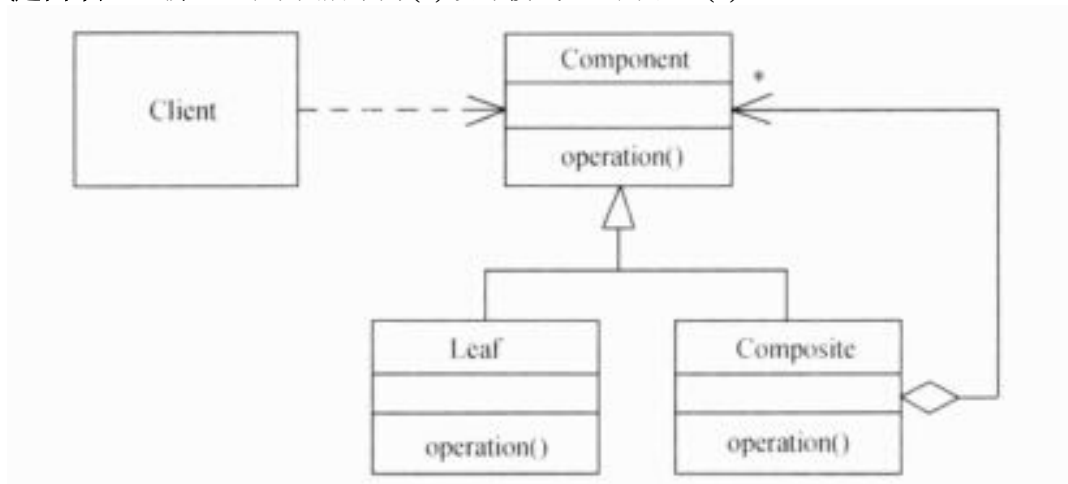 Component
*
Client
operation()
Leaf
Composite
operation()
operation()